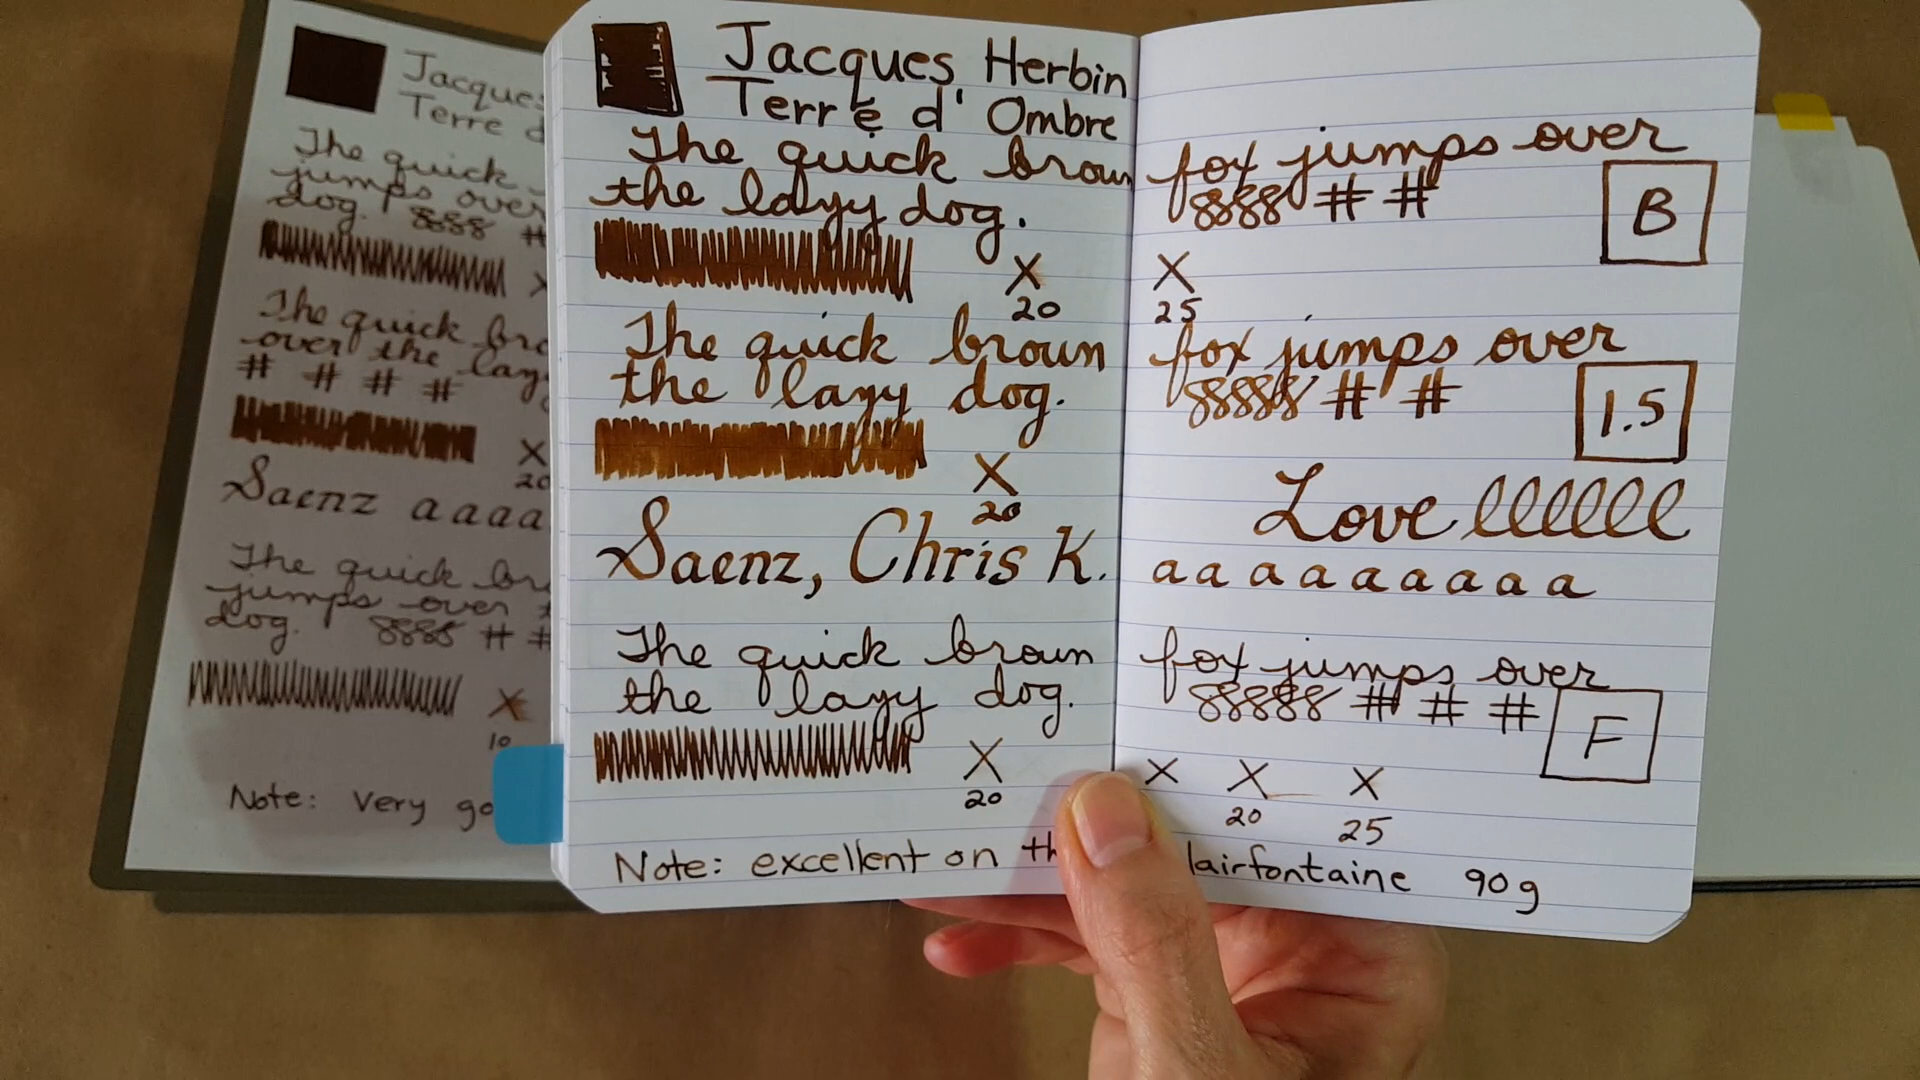 Jacques Herbin
Terre d' Ombre
The quick brown fox jumps over
the lazy dog. 8888 # #
B
X X
20 25
The quick brown fox jumps over
the lazy dog. 88888 # #
1.5
X
20
Love llllll
Saenz, Chris K. a a a a a a a a a
The quick brown fox jumps over
the lazy dog. 88888 # # #
F
X X X X
20 20 25
Note: excellent on th lairfontaine 90g
Jacques
Terre d
The quick
jumps over
dog. 8888 #
X
The quick bro
over the lazy
# # # #
X
20
Saenz a a a a
The quick br
jumps over
dog. 8888 # #
X
10
Note: Very go